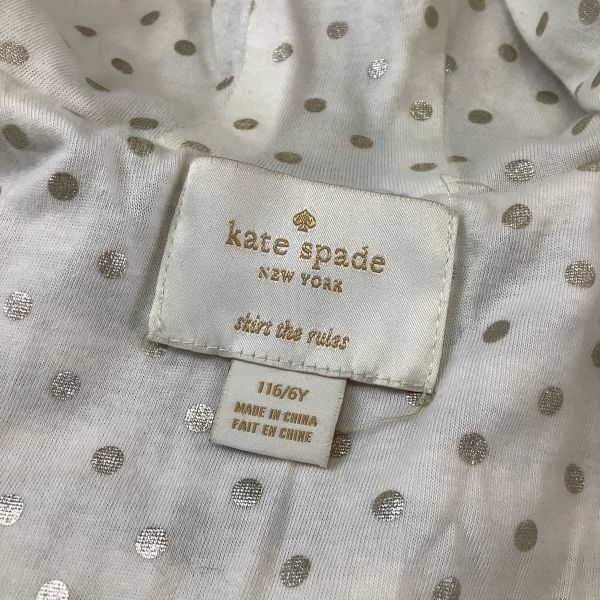 kate spade
NEW YORK
skirt the rules
116/6Y
MADE IN CHINA
FAIT EN CHINE